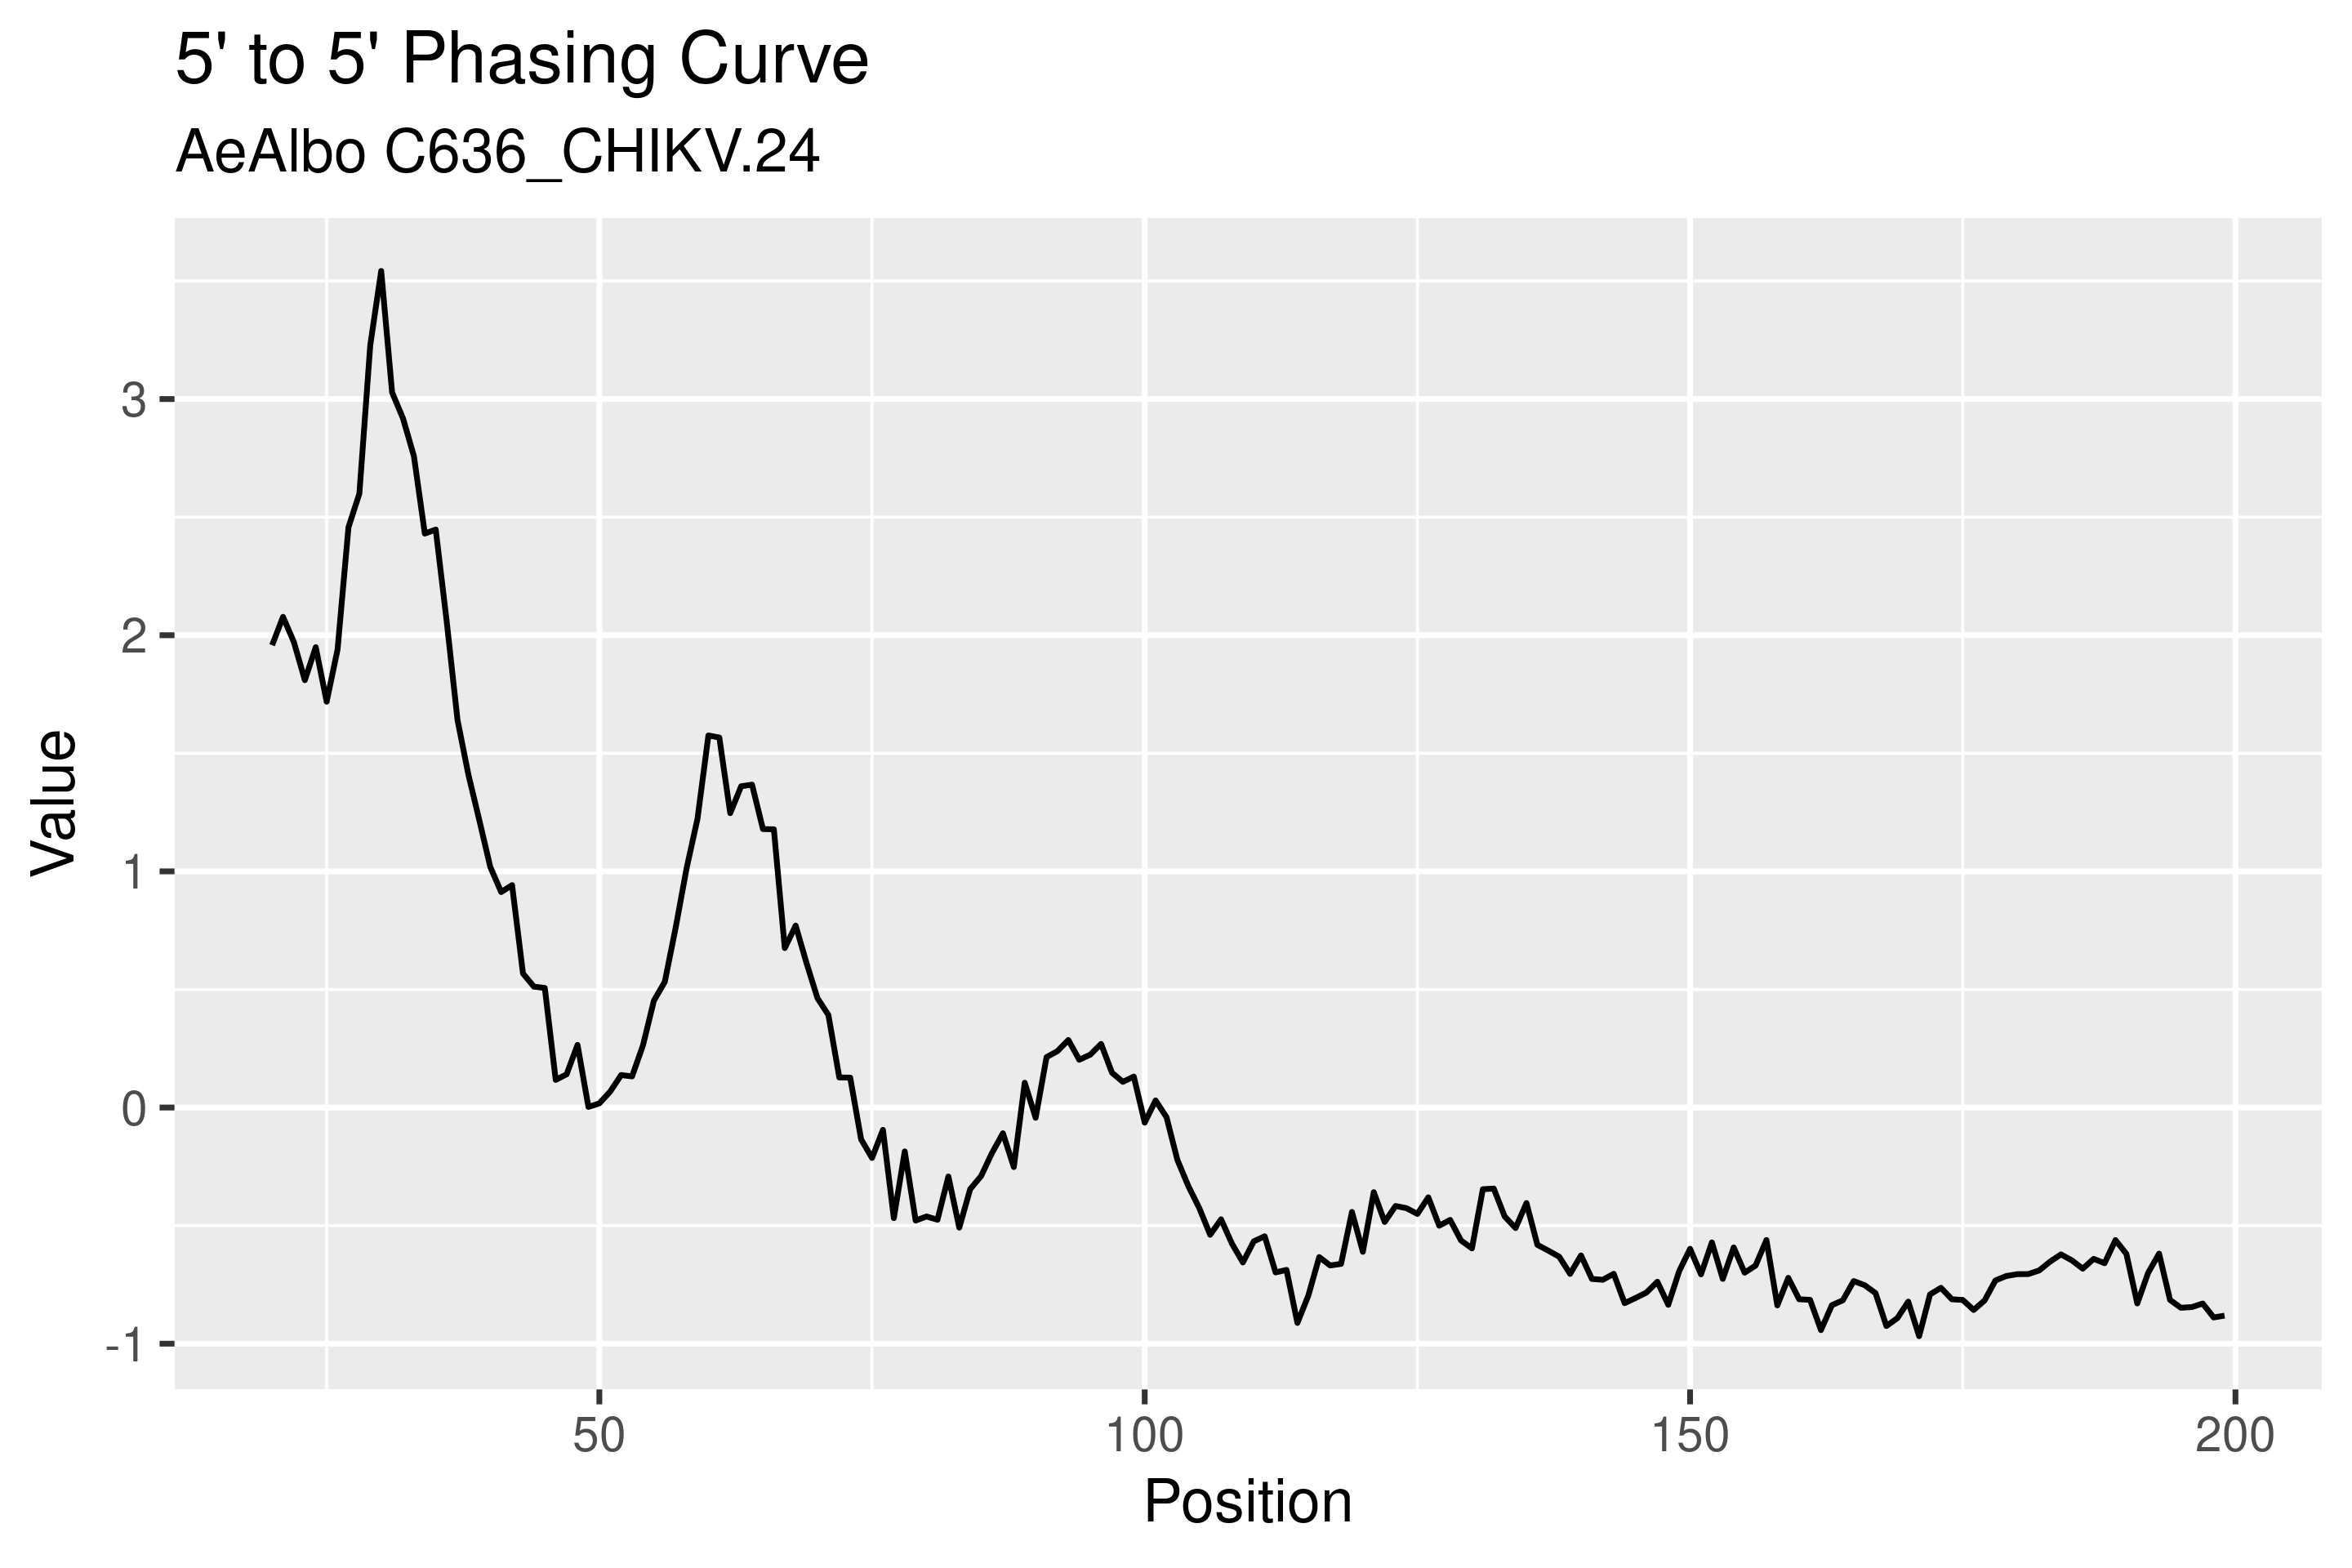 5' to 5' Phasing Curve
AeAlbo C636_CHIKV.24
3
2
1
0
-1
Value
50 100 150 200
Position